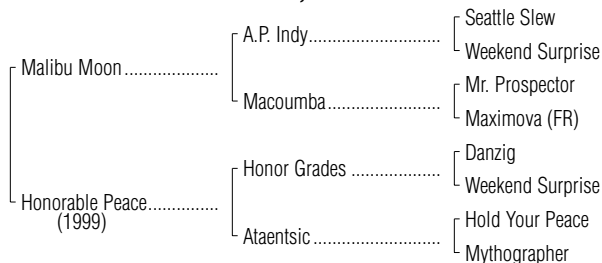 Seattle Slew
A.P. Indy
Weekend Surprise
Malibu Moon
Mr. Prospector
Macoumba
Maximova (FR)
Danzig
Honor Grades
Weekend Surprise
Honorable Peace
(1999)
Hold Your Peace
Ataentsic
Mythographer